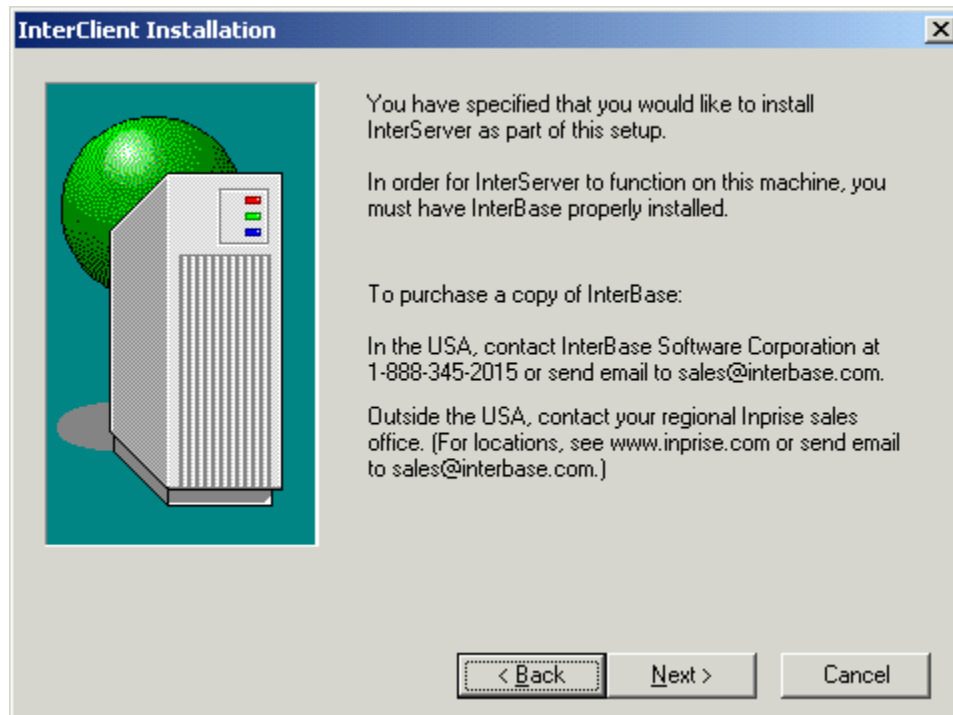 InterClient Installation
You have specified that you would like to install
InterServer as part of this setup.
In order for InterServer to function on this machine, you
must have InterBase properly installed.
To purchase a copy of InterBase:
In the USA, contact InterBase Software Corporation at
1-888-345-2015 or send email to sales@interbase.com.
Outside the USA, contact your regional Inprise sales
office. (For locations, see www.inprise.com or send email
to sales@interbase.com.)
< Back
Next >
Cancel